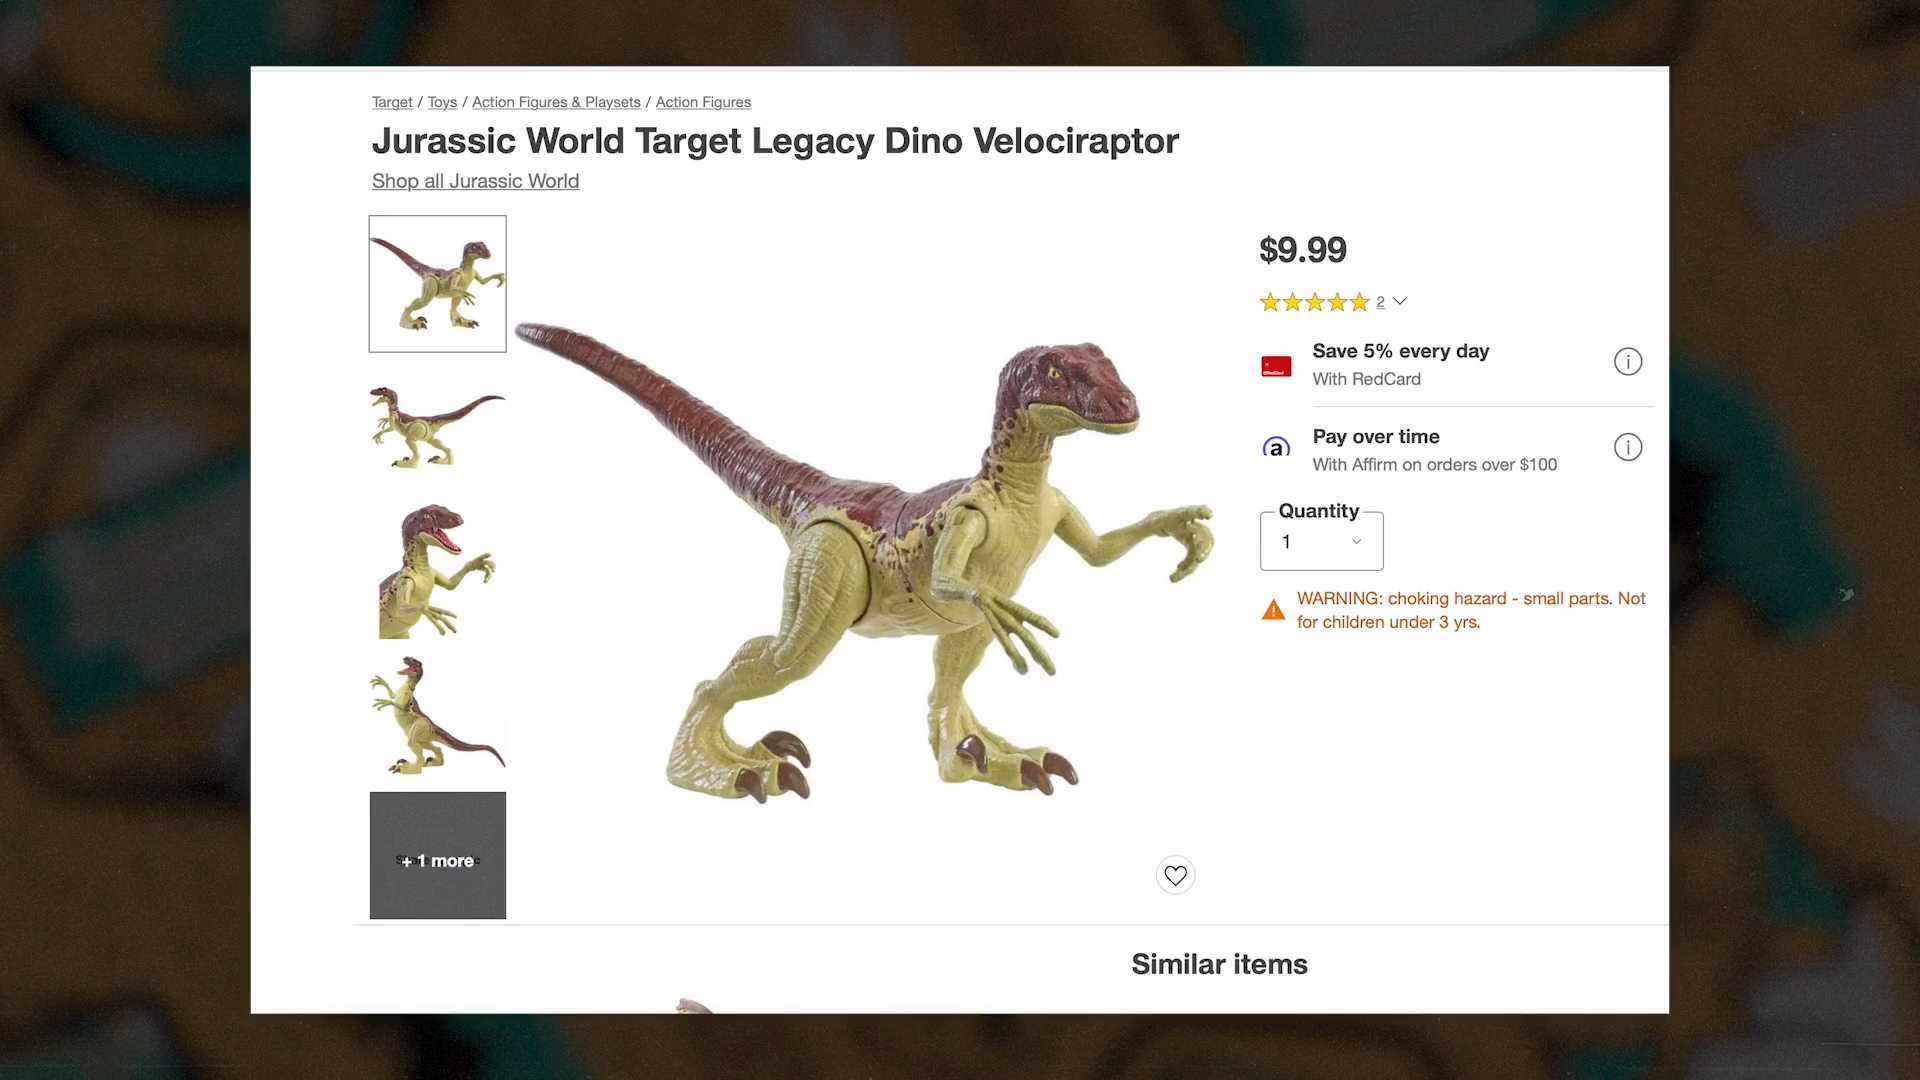 Target / Toys / Action Figures & Playsets / Action Figures
Jurassic World Target Legacy Dino Velociraptor
Shop all Jurassic World
$9.99
2
Save 5% every day
With RedCard
a
Pay over time
With Affirm on orders over $100
Quantity
1
WARNING: choking hazard - small parts. Not
for children under 3 yrs.
+ 1 more
Similar items